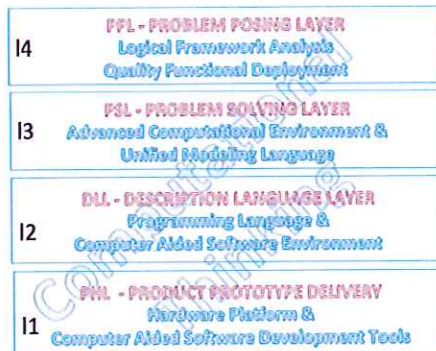 l4
PPL - PROBLEM POSING LAYER
Logical Framework Analysis
Quality Functional Deployment
l3
PSL - PROBLEM SOLVING LAYER
Advanced Computational Environment &
Unified Modeling Language
l2
DLL - DESCRIPTION LANGUAGE LAYER
Programming Language &
Computer Aided Software Environment
l1
PHL - PRODUCT PROTOTYPE DELIVERY
Hardware Platform &
Computer Aided Software Development Tools
Computational
Thinking